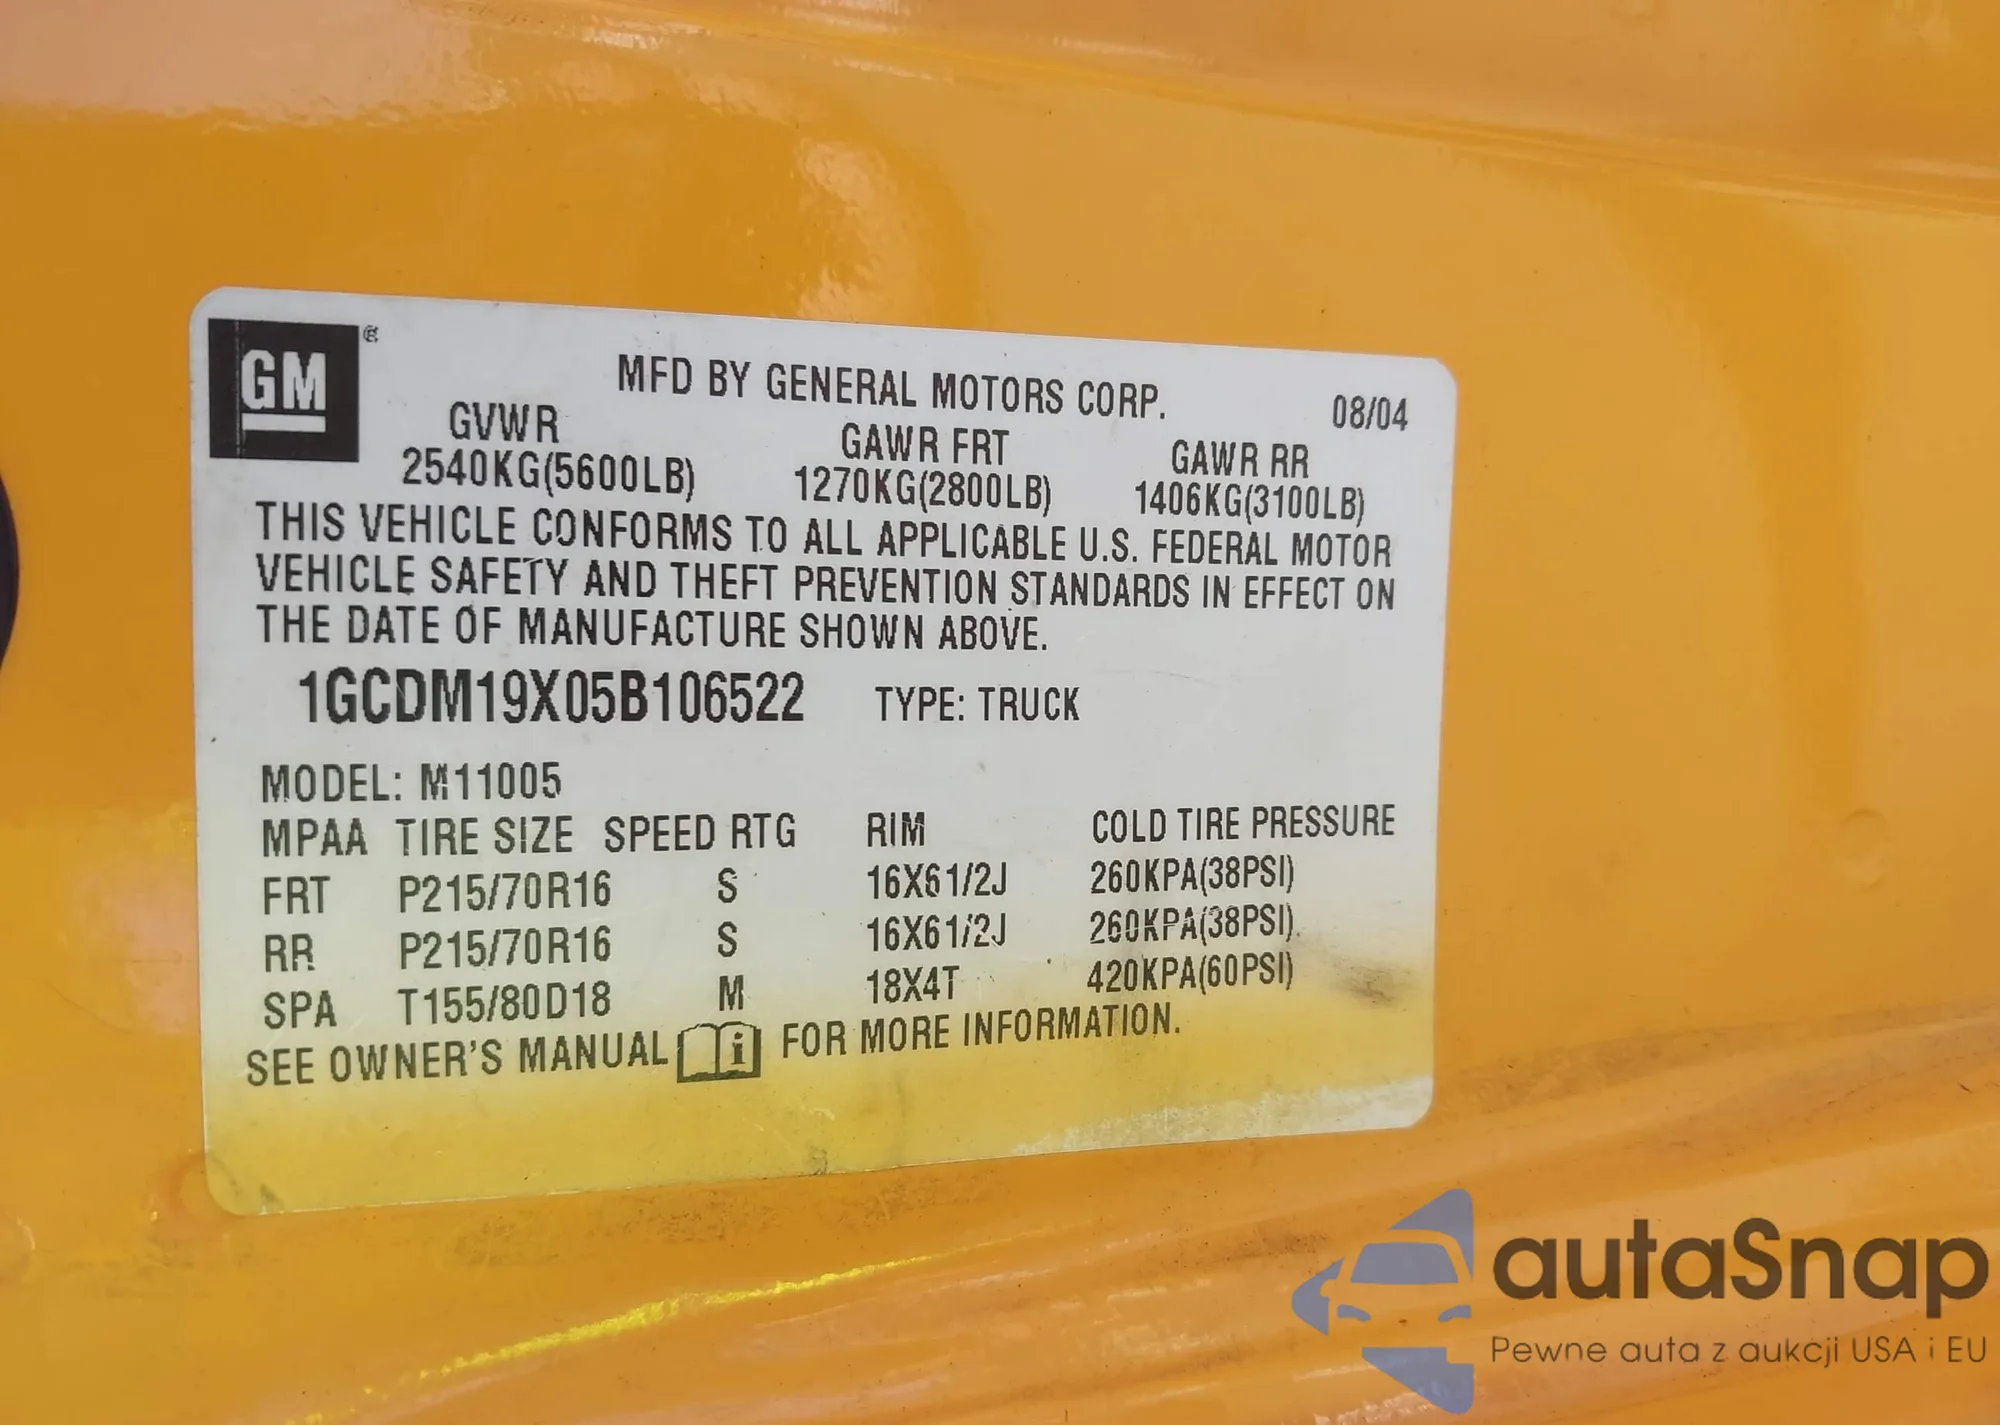 GM
MFD BY GENERAL MOTORS CORP. 08/04
GVWR GAWR FRT GAWR RR
2540KG(5600LB) 1270KG(2800LB) 1406KG(3100LB)
THIS VEHICLE CONFORMS TO ALL APPLICABLE U.S. FEDERAL MOTOR
VEHICLE SAFETY AND THEFT PREVENTION STANDARDS IN EFFECT ON
THE DATE OF MANUFACTURE SHOWN ABOVE.
1GCDM19X05B106522 TYPE: TRUCK
MODEL: M11005
MPAA TIRE SIZE SPEED RTG RIM COLD TIRE PRESSURE
FRT P215/70R16 S 16X61/2J 260KPA(38PSI)
RR P215/70R16 S 16X61/2J 260KPA(38PSI)
SPA T155/80D18 M 18X4T 420KPA(60PSI)
SEE OWNER'S MANUAL i FOR MORE INFORMATION.
autaSnap
Pewne auta z aukcji USA i EU